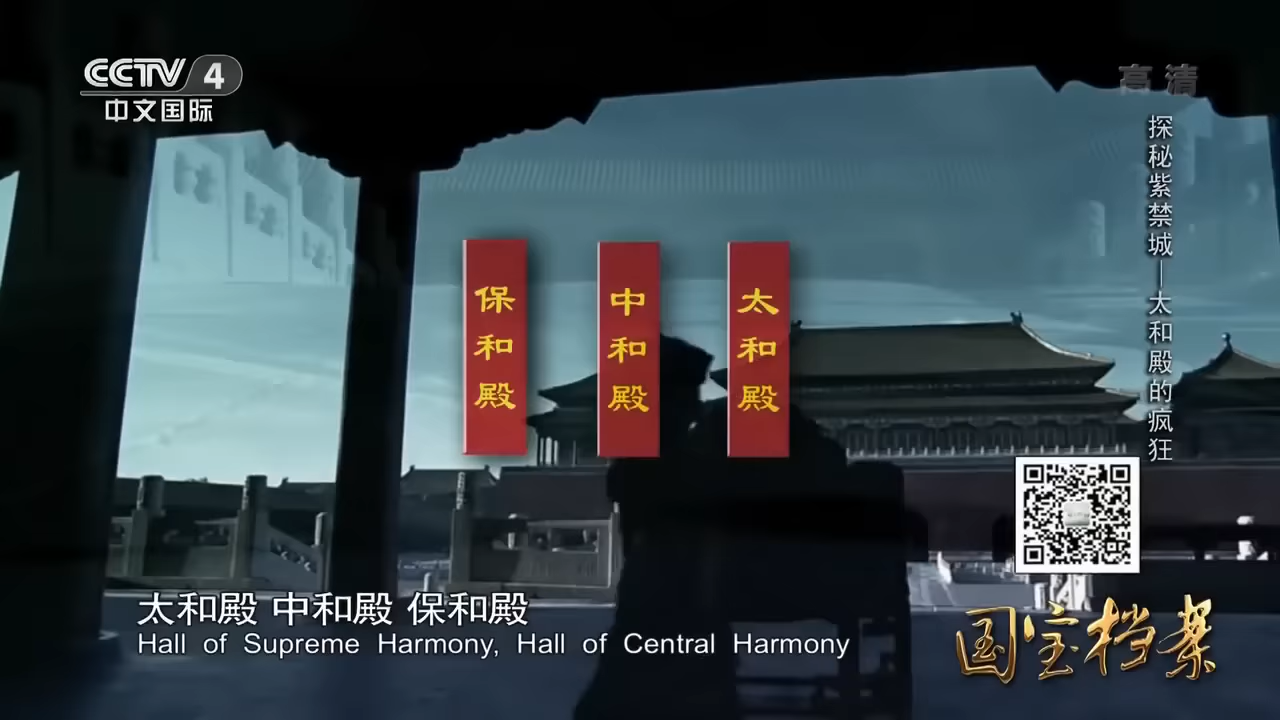 CCTV 4
中文国际
高清
探秘紫禁城—太和殿的疯狂
保和殿
中和殿
太和殿
太和殿 中和殿 保和殿
Hall of Supreme Harmony, Hall of Central Harmony
国宝档案